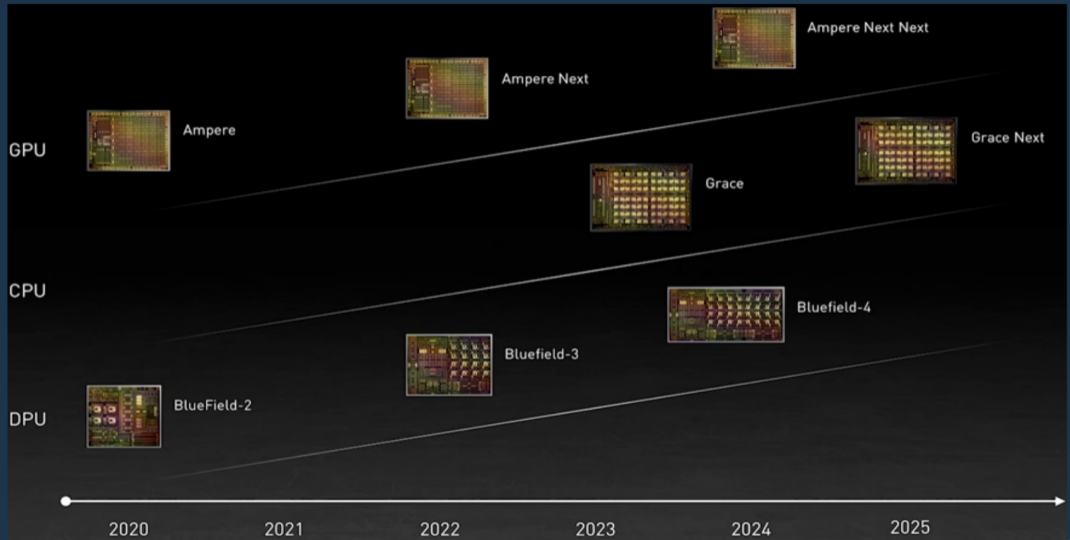 Ampere Next Next
Ampere Next
Ampere
GPU
Grace Next
Grace
CPU
Bluefield-4
Bluefield-3
BlueField-2
DPU
2020 2021 2022 2023 2024 2025